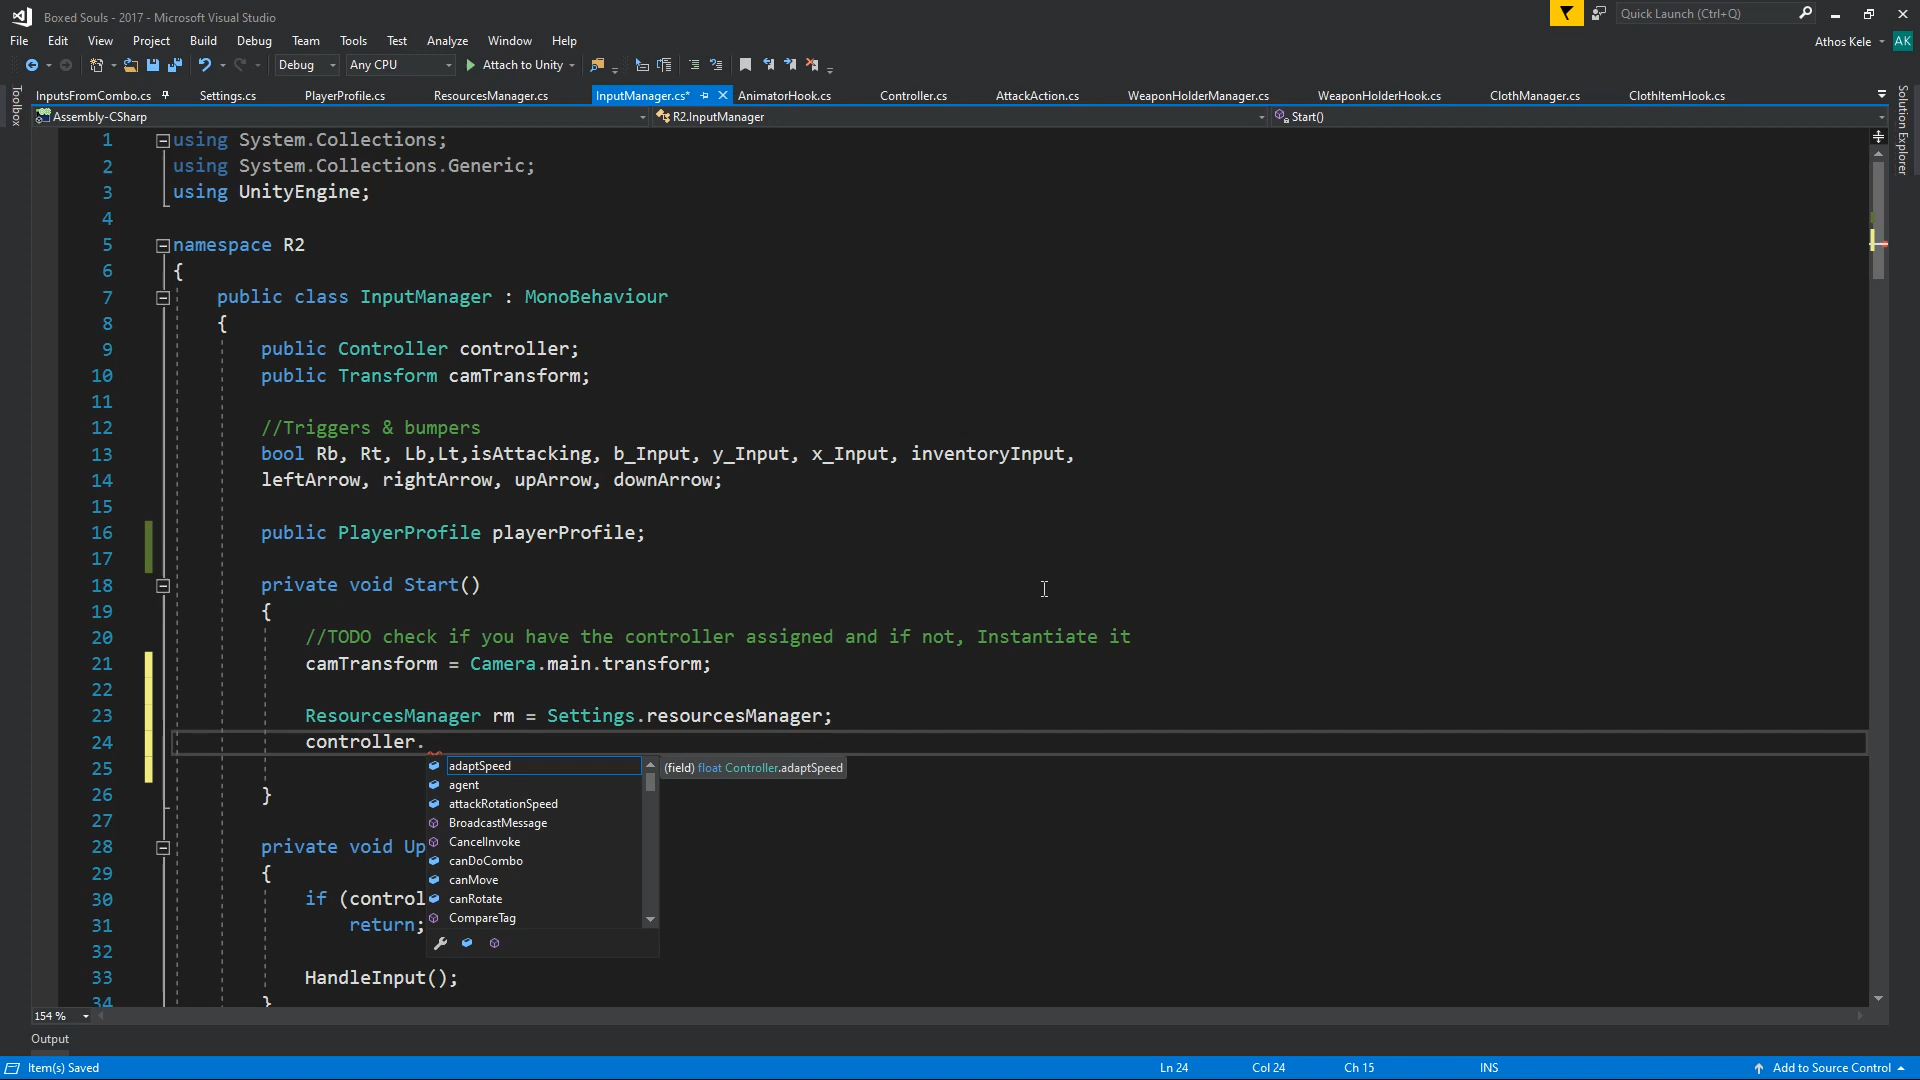 Boxed Souls - 2017 - Microsoft Visual Studio
Quick Launch (Ctrl+Q)
File Edit View Project Build Debug Team Tools Test Analyze Window Help
Athos Kele AK
Debug Any CPU Attach to Unity
InputsFromCombo.cs Settings.cs PlayerProfile.cs ResourcesManager.cs InputManager.cs* AnimatorHook.cs Controller.cs AttackAction.cs WeaponHolderManager.cs WeaponHolderHook.cs ClothManager.cs ClothItemHook.cs
Toolbox
Solution Explorer
Assembly-CSharp R2.InputManager Start()
1 using System.Collections;
2 using System.Collections.Generic;
3 using UnityEngine;
4
5 namespace R2
6 {
7 public class InputManager : MonoBehaviour
8 {
9 public Controller controller;
10 public Transform camTransform;
11
12 //Triggers & bumpers
13 bool Rb, Rt, Lb,Lt,isAttacking, b_Input, y_Input, x_Input, inventoryInput,
14 leftArrow, rightArrow, upArrow, downArrow;
15
16 public PlayerProfile playerProfile;
17
18 private void Start()
19 {
20 //TODO check if you have the controller assigned and if not, Instantiate it
21 camTransform = Camera.main.transform;
22
23 ResourcesManager rm = Settings.resourcesManager;
24 controller.
25
26 }
27
28 private void Up
29 {
30 if (control
31 return;
32
33 HandleInput();
34 }
adaptSpeed (field) float Controller.adaptSpeed
agent
attackRotationSpeed
BroadcastMessage
CancelInvoke
canDoCombo
canMove
canRotate
CompareTag
154 %
Output
Item(s) Saved Ln 24 Col 24 Ch 15 INS Add to Source Control